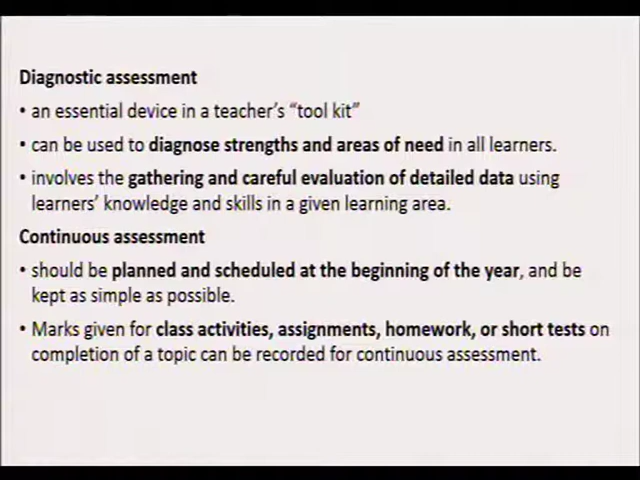 Diagnostic assessment
• an essential device in a teacher's “tool kit”
• can be used to diagnose strengths and areas of need in all learners.
• involves the gathering and careful evaluation of detailed data using
learners' knowledge and skills in a given learning area.
Continuous assessment
• should be planned and scheduled at the beginning of the year, and be
kept as simple as possible.
• Marks given for class activities, assignments, homework, or short tests on
completion of a topic can be recorded for continuous assessment.